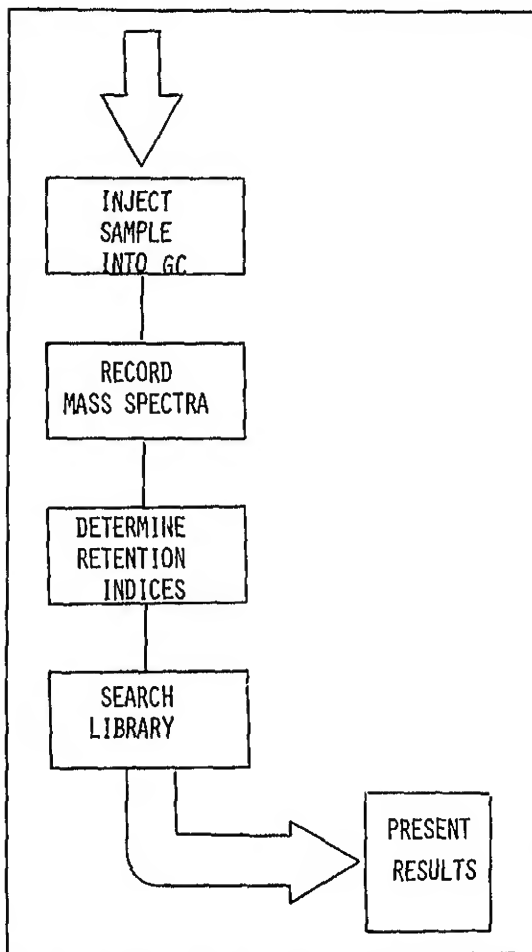 INJECT
SAMPLE
INTO GC
RECORD
MASS SPECTRA
DETERMINE
RETENTION
INDICES
SEARCH
LIBRARY
PRESENT
RESULTS